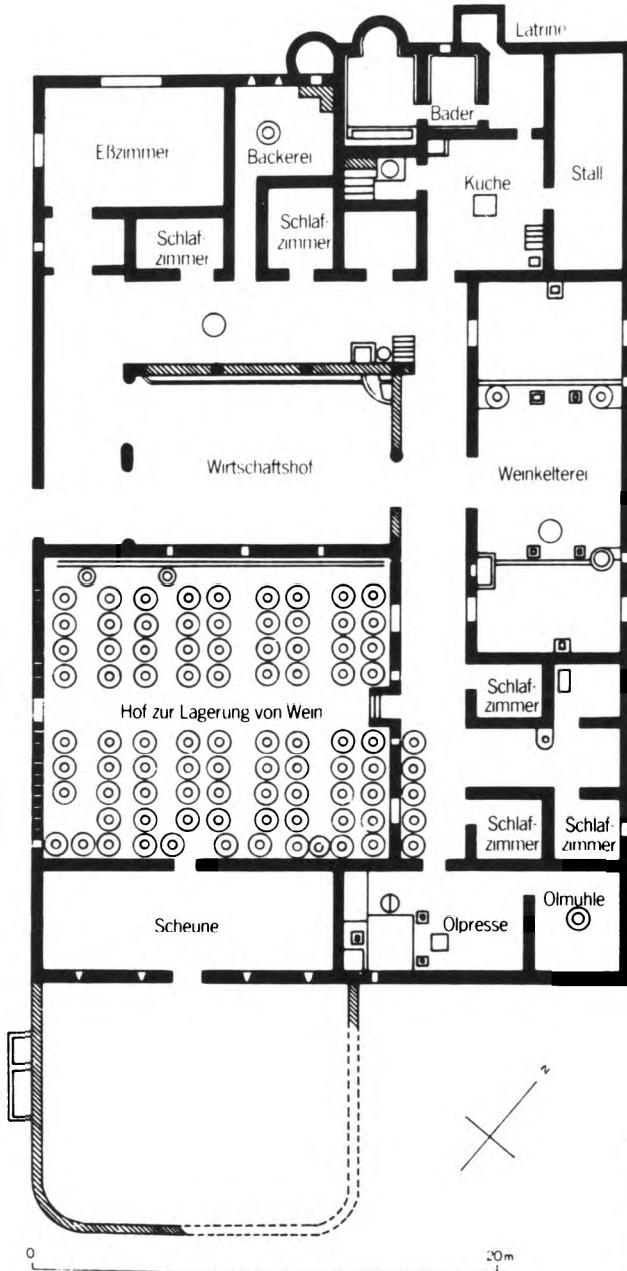 Latrine
Bader
Eßzimmer
Backerei
Kuche
Stall
Schlaf-
zimmer
Schlaf-
zimmer
Wirtschaftshof
Weinkelterei
Hof zur Lagerung von Wein
Schlaf-
zimmer
Schlaf-
zimmer
Schlaf-
zimmer
Scheune
Olpresse
Olmuhle
N
0
20m